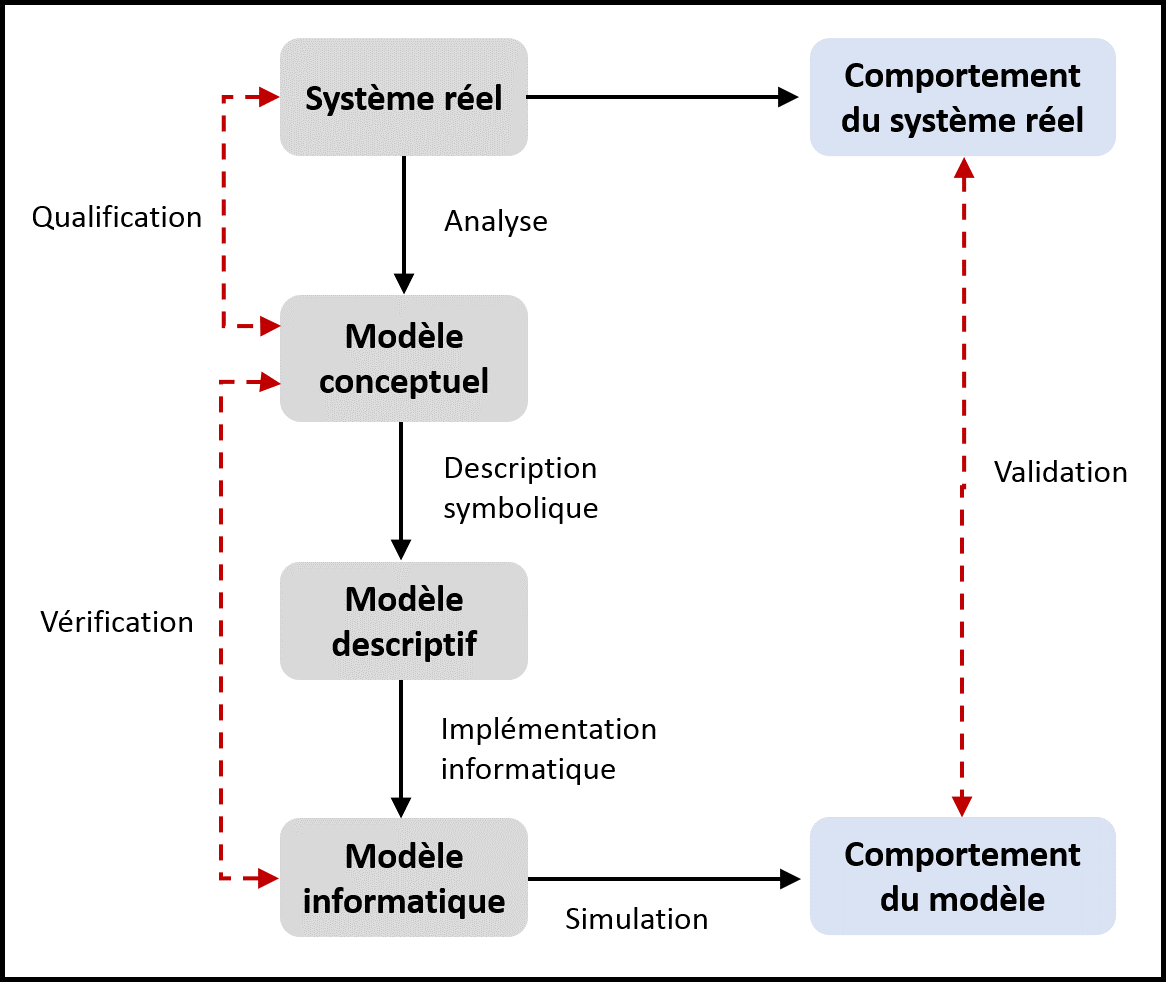 Système réel
Comportement
du système réel
Qualification
Analyse
Modèle
conceptuel
Description
symbolique
Validation
Modèle
descriptif
Vérification
Implémentation
informatique
Modèle
informatique
Simulation
Comportement
du modèle